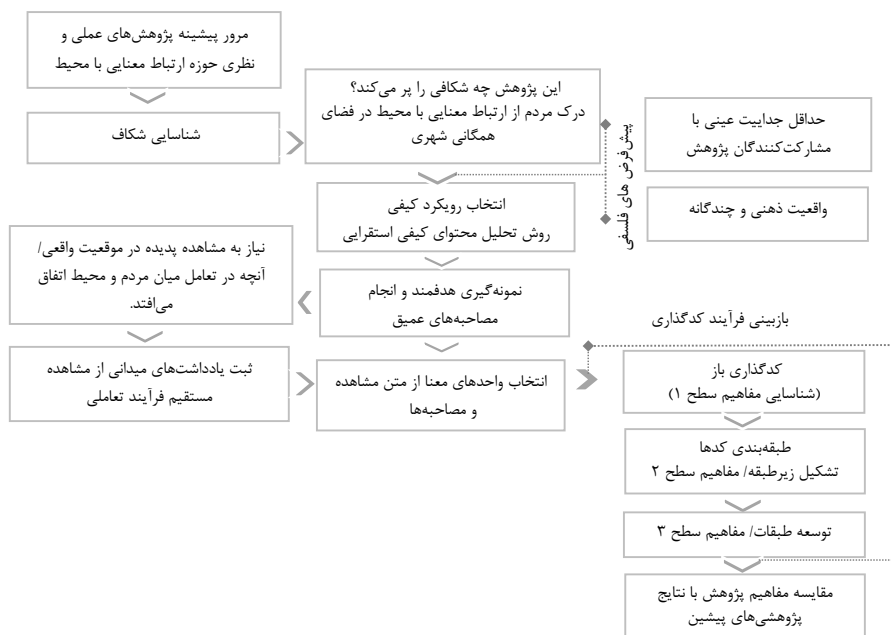 مرور پیشینه پژوهش‌های عملی و
نظری حوزه ارتباط معنایی با محیط
شناسایی شکاف
این پژوهش چه شکافی را پر می‌کند؟
درک مردم از ارتباط معنایی با محیط در فضای
همگانی شهری
پیش‌فرض های فلسفی
حداقل جداییت عینی با
مشارکت‌کنندگان پژوهش
واقعیت ذهنی و چندگانه
انتخاب رویکرد کیفی
روش تحلیل محتوای کیفی استقرایی
نمونه‌گیری هدفمند و انجام
مصاحبه‌های عمیق
نیاز به مشاهده پدیده در موقعیت واقعی/
آنچه در تعامل میان مردم و محیط اتفاق
می‌افتد.
ثبت یادداشت‌های میدانی از مشاهده
مستقیم فرآیند تعاملی
انتخاب واحدهای معنا از متن مشاهده
و مصاحبه‌ها
بازبینی فرآیند کدگذاری
کدگذاری باز
(شناسایی مفاهیم سطح ۱)
طبقه‌بندی کدها
تشکیل زیرطبقه/ مفاهیم سطح ۲
توسعه طبقات/ مفاهیم سطح ۳
مقایسه مفاهیم پژوهش با نتایج
پژوهشی‌های پیشین